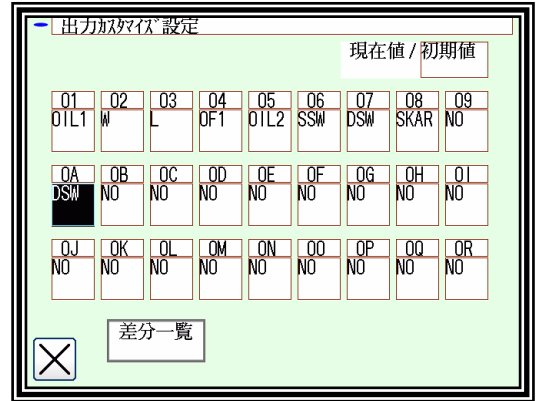 出力ｶｽﾀﾏｲｽﾞ設定
現在値 / 初期値
01 02 03 04 05 06 07 08 09
OIL1 W L OF1 OIL2 SSW DSW SKAR NO
0A 0B 0C 0D 0E 0F 0G 0H 0I
DSW NO NO NO NO NO NO NO NO
0J 0K 0L 0M 0N 0O 0P 0Q 0R
NO NO NO NO NO NO NO NO NO
差分一覧